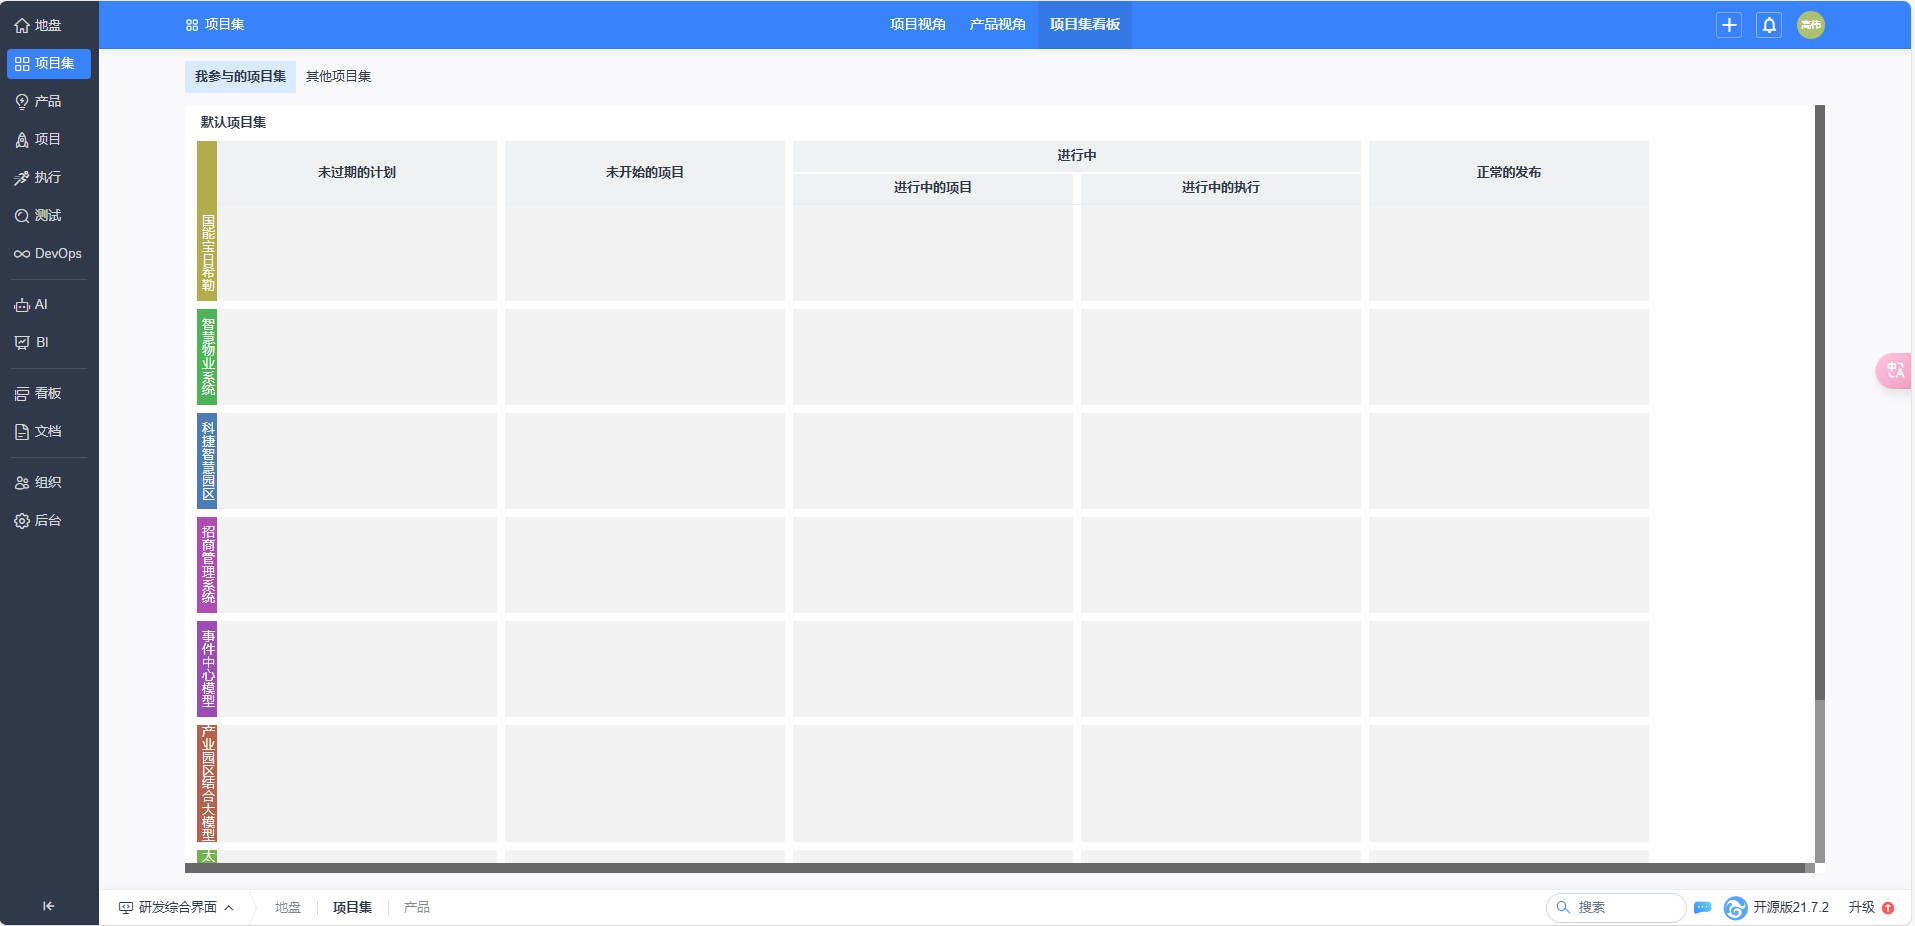 地盘
项目集
产品
项目
执行
测试
DevOps
AI
BI
看板
文档
组织
后台
项目集
项目视角
产品视角
项目集看板
高伟
我参与的项目集
其他项目集
默认项目集
未过期的计划
未开始的项目
进行中
进行中的项目
进行中的执行
正常的发布
国能宝日希勒
智慧物业系统
科捷智慧园区
招商管理系统
事件中心模型
产业园区结合大模型
研发综合界面
地盘
项目集
产品
搜索
开源版21.7.2
升级